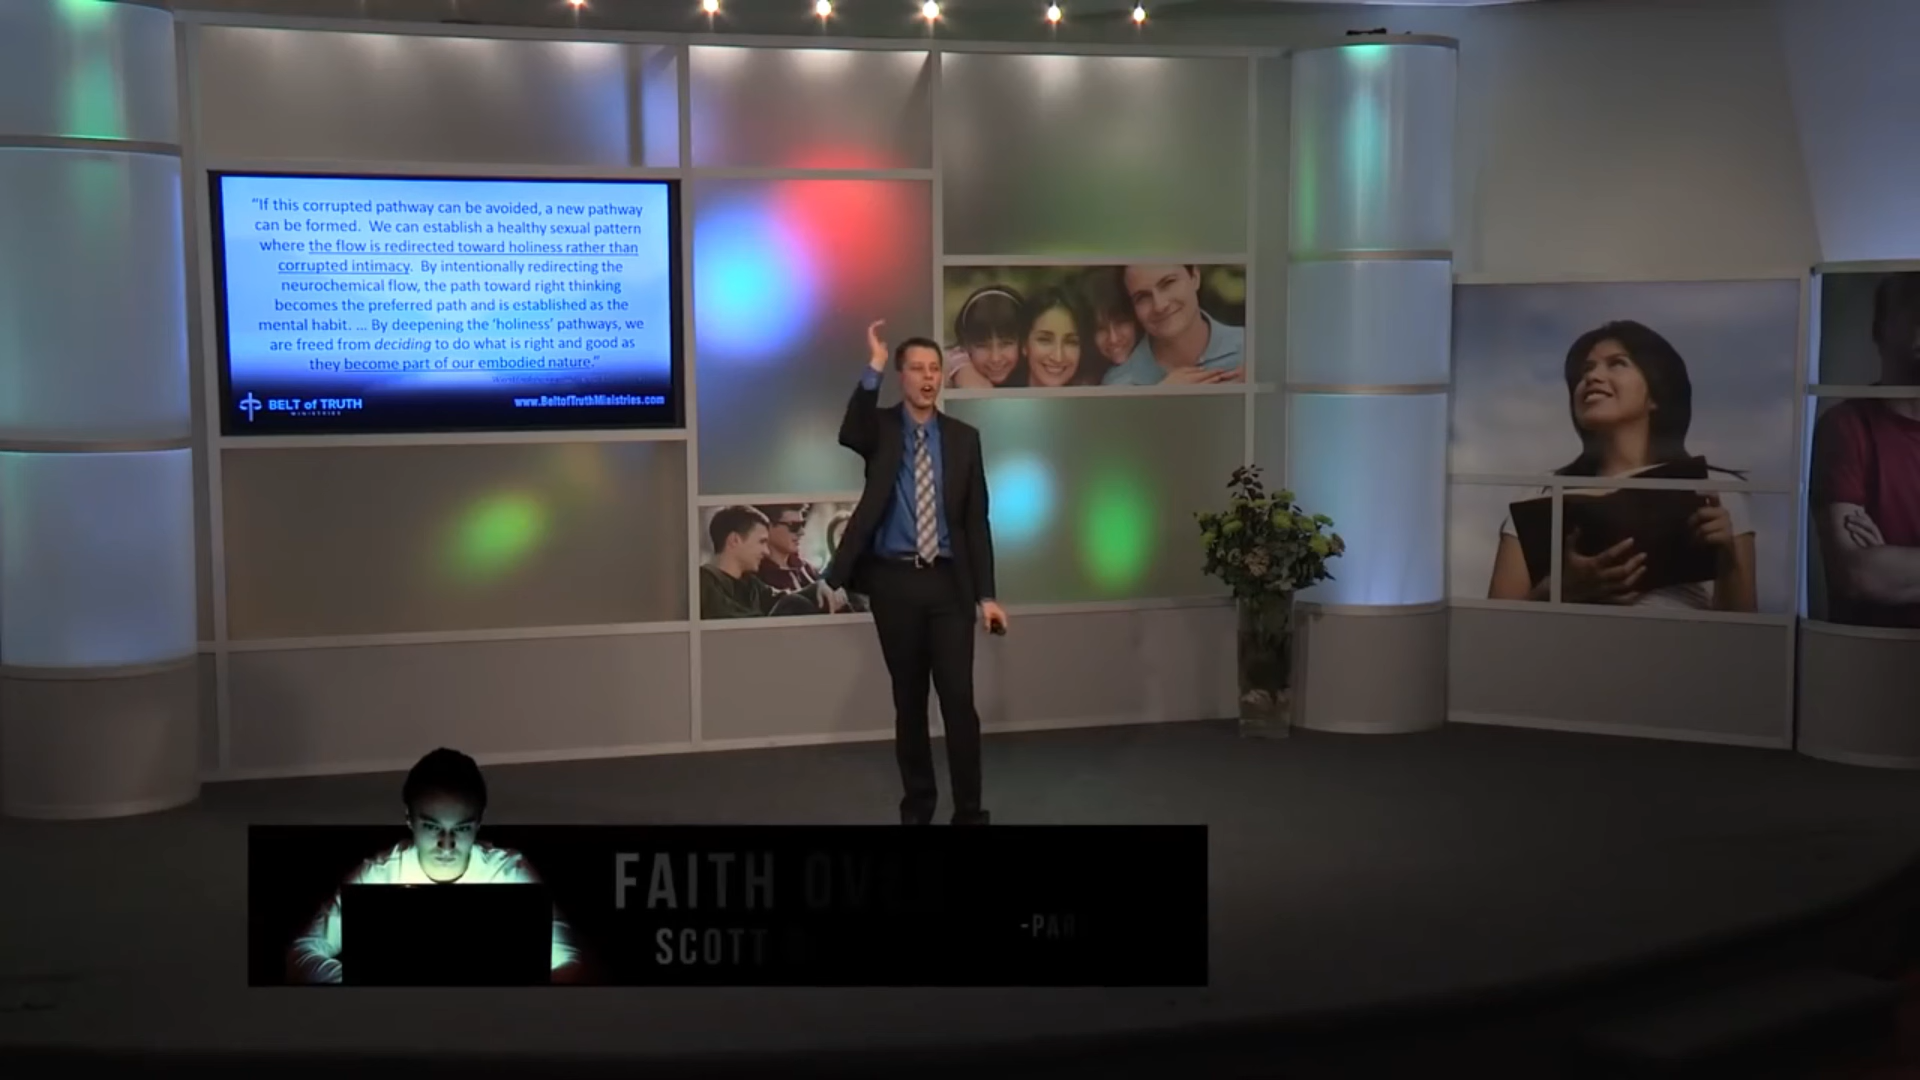 “If this corrupted pathway can be avoided, a new pathway
can be formed.  We can establish a healthy sexual pattern
where the flow is redirected toward holiness rather than
corrupted intimacy.  By intentionally redirecting the
neurochemical flow, the path toward right thinking
becomes the preferred path and is established as the
mental habit. ... By deepening the ‘holiness’ pathways, we
are freed from deciding to do what is right and good as
they become part of our embodied nature.”
BELT of TRUTH
MINISTRIES
www.BeltofTruthMinistries.com
FAITH
SCOTT